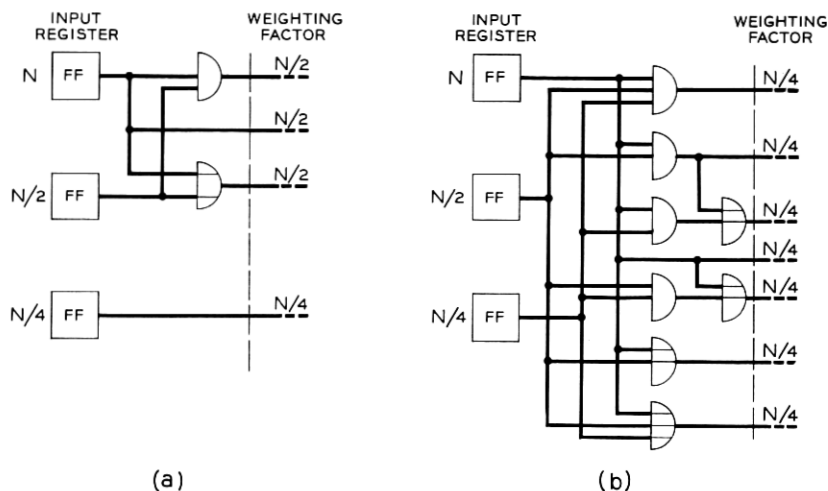 INPUT
REGISTER
WEIGHTING
FACTOR
N
FF
N/2
N/2
N/2
FF
N/2
N/4
FF
N/4
(a)
INPUT
REGISTER
WEIGHTING
FACTOR
N
FF
N/4
N/4
N/2
FF
N/4
N/4
N/4
FF
N/4
N/4
N/4
(b)